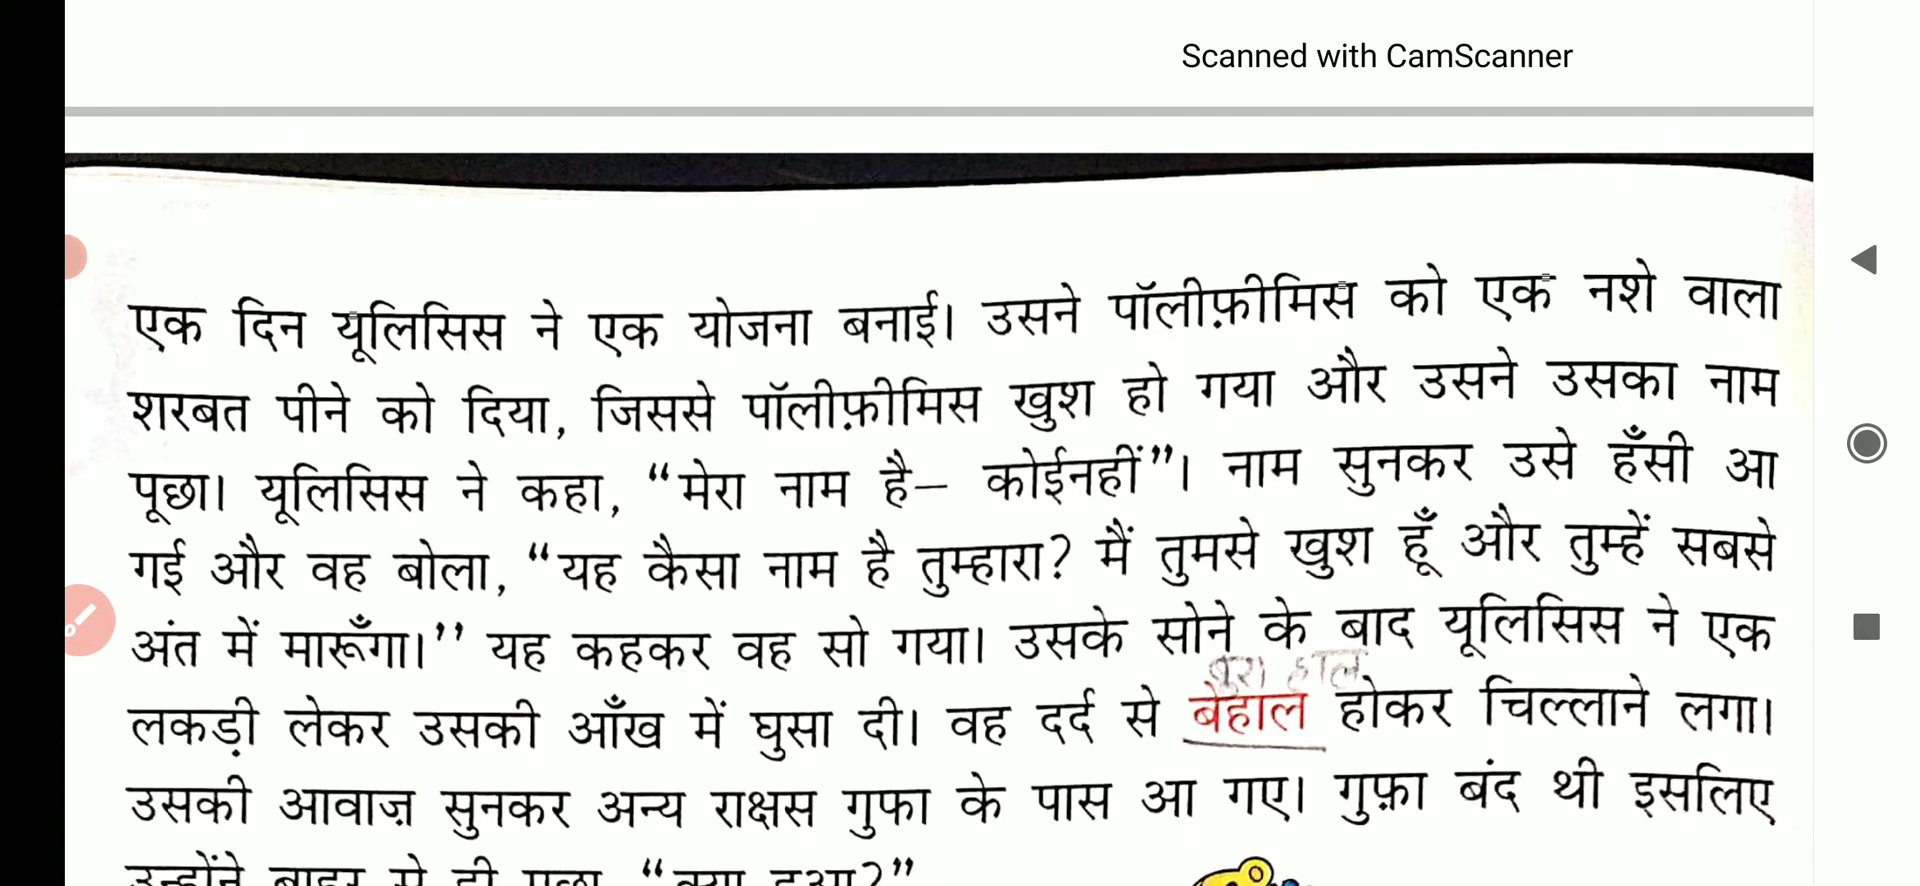 Scanned with CamScanner
एक दिन यूलिसिस ने एक योजना बनाई। उसने पॉलीफ़ीमिस को एक नशे वाला
शरबत पीने को दिया, जिससे पॉलीफ़ीमिस खुश हो गया और उसने उसका नाम
पूछा। यूलिसिस ने कहा, “मेरा नाम है– कोईनहीं”। नाम सुनकर उसे हँसी आ
गई और वह बोला, “यह कैसा नाम है तुम्हारा? मैं तुमसे खुश हूँ और तुम्हें सबसे
अंत में मारूँगा।’’ यह कहकर वह सो गया। उसके सोने के बाद यूलिसिस ने एक
बुरा हाल
लकड़ी लेकर उसकी आँख में घुसा दी। वह दर्द से बेहाल होकर चिल्लाने लगा।
उसकी आवाज़ सुनकर अन्य राक्षस गुफा के पास आ गए। गुफ़ा बंद थी इसलिए
उन्होंने बाहर से ही पूछा, “क्या हुआ?”